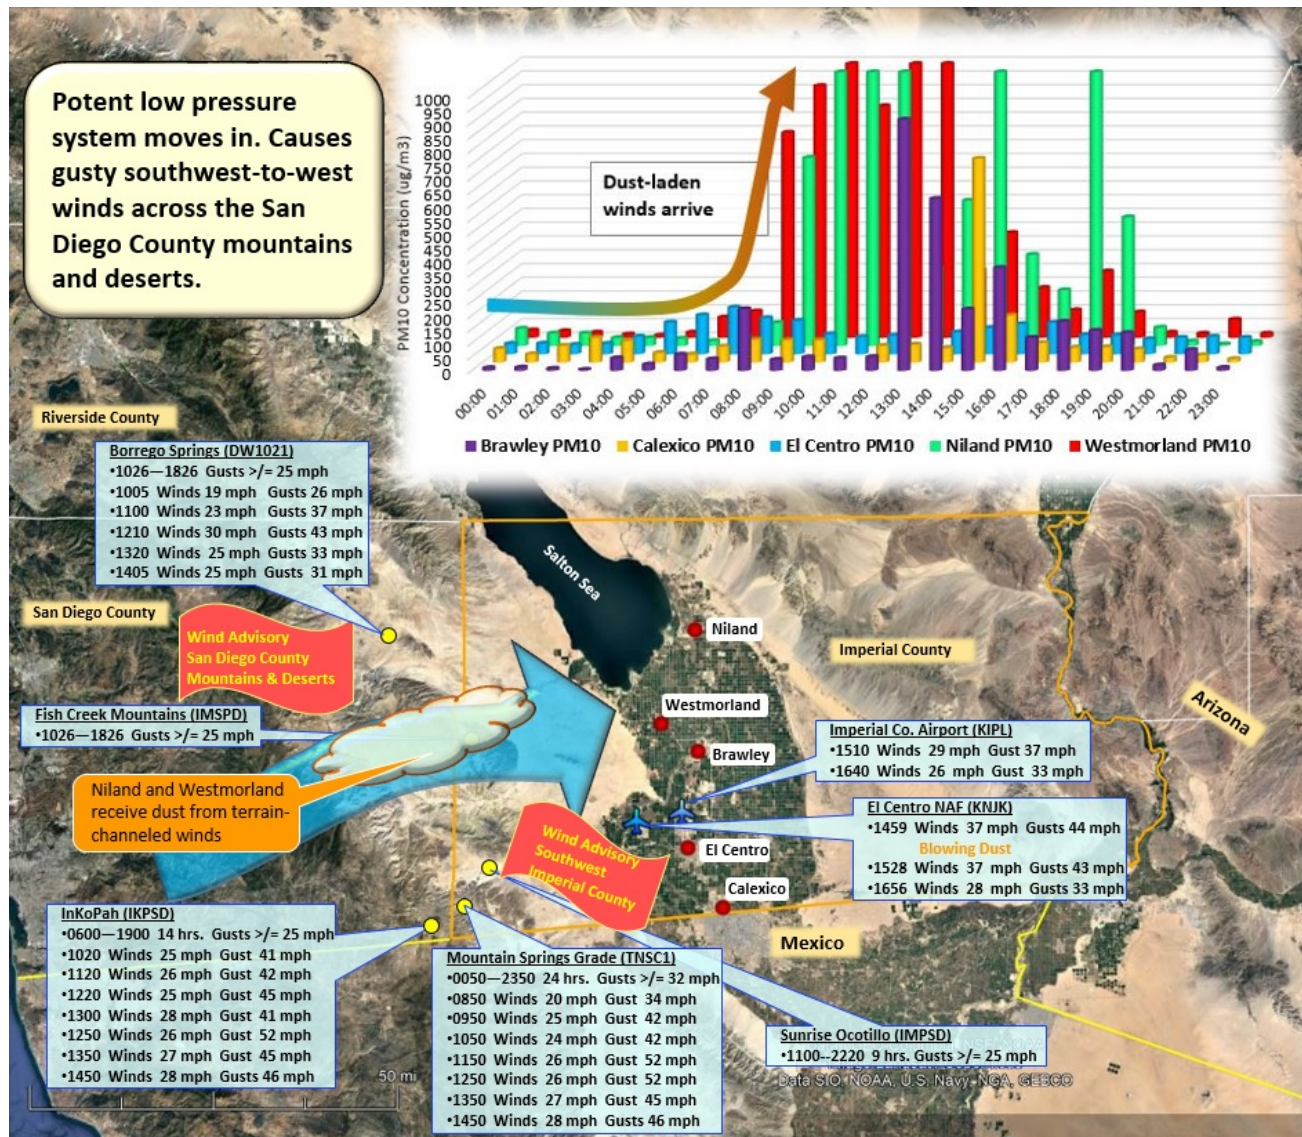 Potent low pressure
system moves in. Causes
gusty southwest-to-west
winds across the San
Diego County mountains
and deserts.
PM10 Concentration (ug/m3)
1000
950
900
850
800
750
700
650
600
550
500
450
400
350
300
250
200
150
100
50
0
Dust-laden
winds arrive
00:00
01:00
02:00
03:00
04:00
05:00
06:00
07:00
08:00
09:00
10:00
11:00
12:00
13:00
14:00
15:00
16:00
17:00
18:00
19:00
20:00
21:00
22:00
23:00
Brawley PM10 Calexico PM10 El Centro PM10 Niland PM10 Westmorland PM10
Riverside County
Borrego Springs (DW1021)
•1026—1826 Gusts >/= 25 mph
•1005 Winds 19 mph Gusts 26 mph
•1100 Winds 23 mph Gusts 37 mph
•1210 Winds 30 mph Gusts 43 mph
•1320 Winds 25 mph Gusts 33 mph
•1405 Winds 25 mph Gusts 31 mph
San Diego County
Wind Advisory
San Diego County
Mountains & Deserts
Fish Creek Mountains (IMSPD)
•1026—1826 Gusts >/= 25 mph
Niland and Westmorland
receive dust from terrain-
channeled winds
Salton Sea
Niland
Imperial County
Westmorland
Brawley
Arizona
Imperial Co. Airport (KIPL)
•1510 Winds 29 mph Gust 37 mph
•1640 Winds 26 mph Gust 33 mph
El Centro NAF (KNJK)
•1459 Winds 37 mph Gusts 44 mph
Blowing Dust
•1528 Winds 37 mph Gusts 43 mph
•1656 Winds 28 mph Gusts 33 mph
Wind Advisory
Southwest
Imperial County
El Centro
Calexico
Mexico
InKoPah (IKPSD)
•0600—1900 14 hrs. Gusts >/= 25 mph
•1020 Winds 25 mph Gust 41 mph
•1120 Winds 26 mph Gust 42 mph
•1220 Winds 25 mph Gust 45 mph
•1300 Winds 28 mph Gust 41 mph
•1250 Winds 26 mph Gust 52 mph
•1350 Winds 27 mph Gust 45 mph
•1450 Winds 28 mph Gusts 46 mph
50 mi
Mountain Springs Grade (TNSC1)
•0050—2350 24 hrs. Gusts >/= 32 mph
•0850 Winds 20 mph Gust 34 mph
•0950 Winds 25 mph Gust 42 mph
•1050 Winds 24 mph Gust 42 mph
•1150 Winds 26 mph Gust 52 mph
•1250 Winds 26 mph Gust 52 mph
•1350 Winds 27 mph Gust 45 mph
•1450 Winds 28 mph Gusts 46 mph
Sunrise Ocotillo (IMPSD)
•1100--2220 9 hrs. Gusts >/= 25 mph
Data SIO, NOAA, U.S. Navy, NGA, GEBCO